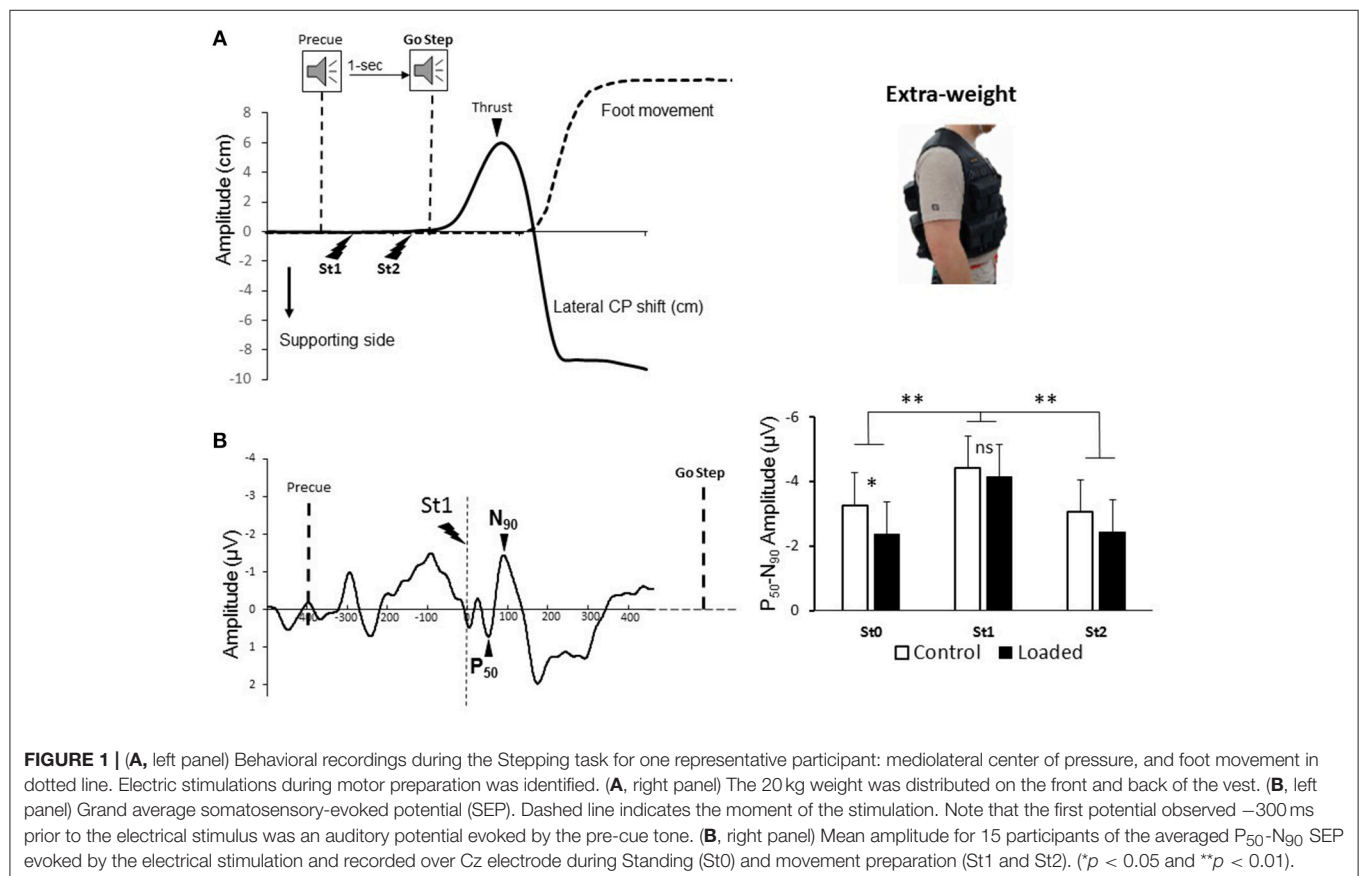 A
Precue
Go Step
1-sec
Thrust
Foot movement
Extra-weight
Amplitude (cm)
8
6
4
2
0
-2
-4
-6
-8
-10
St1
St2
Lateral CP shift (cm)
Supporting side
B
Amplitude (µV)
-4
-3
-2
-1
0
1
2
Precue
St1
N90
P50
Go Step
-400
-200
-100
0
100
200
400
P50-N90 Amplitude (µV)
-6
-4
-2
0
**
**
*
ns
St0
St1
St2
Control
Loaded
FIGURE 1 | (A, left panel) Behavioral recordings during the Stepping task for one representative participant: mediolateral center of pressure, and foot movement in
dotted line. Electric stimulations during motor preparation was identified. (A, right panel) The 20 kg weight was distributed on the front and back of the vest. (B, left
panel) Grand average somatosensory-evoked potential (SEP). Dashed line indicates the moment of the stimulation. Note that the first potential observed −300 ms
prior to the electrical stimulus was an auditory potential evoked by the pre-cue tone. (B, right panel) Mean amplitude for 15 participants of the averaged P50-N90 SEP
evoked by the electrical stimulation and recorded over Cz electrode during Standing (St0) and movement preparation (St1 and St2). (*p < 0.05 and **p < 0.01).